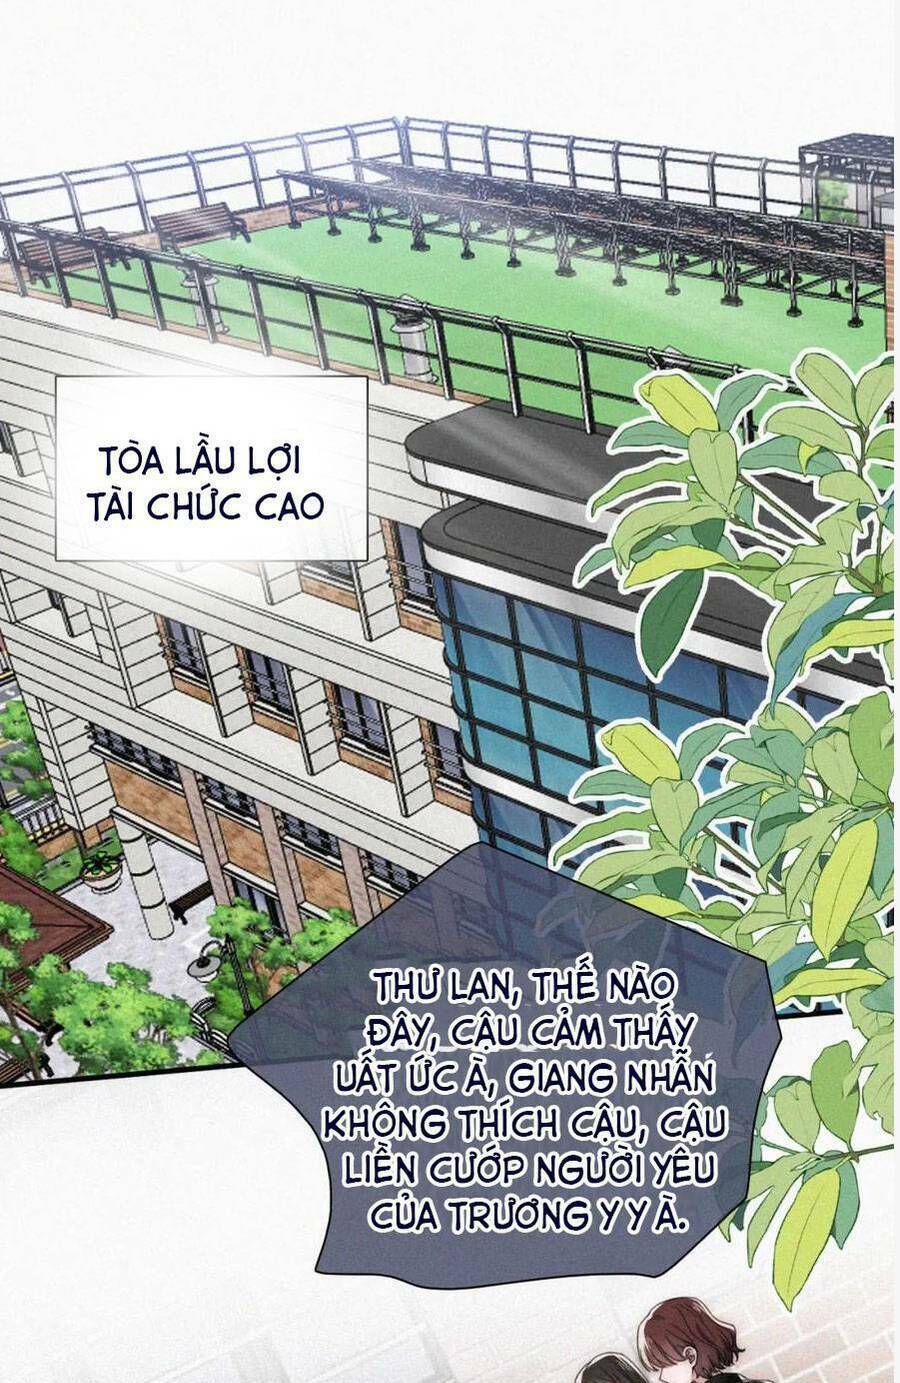 TÒA LẦU LỢI
TÀI CHỨC CAO
THƯ LAN, THẾ NÀO
ĐÂY, CẬU CẢM THẤY
UẤT ỨC À, GIANG NHẪN
KHÔNG THÍCH CẬU, CẬU
LIỀN CƯỚP NGƯỜI YÊU
CỦA TRƯƠNG Y Y À.